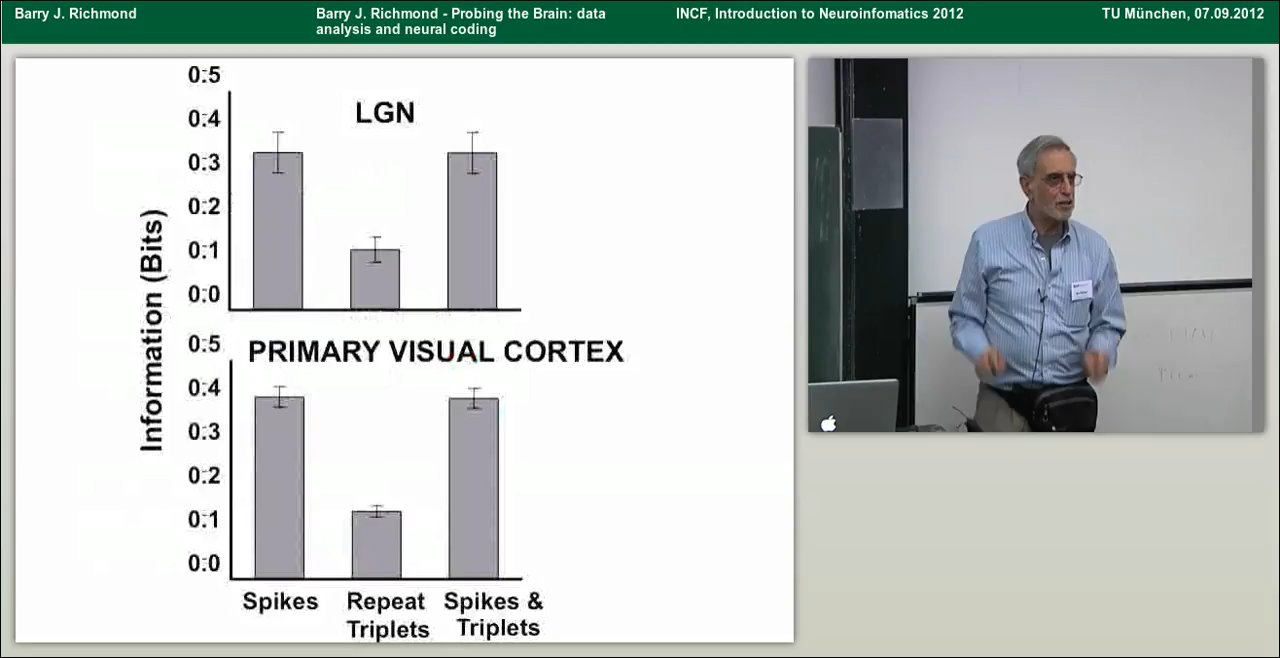 Barry J. Richmond
Barry J. Richmond - Probing the Brain: data
analysis and neural coding
INCF, Introduction to Neuroinfomatics 2012
TU München, 07.09.2012
0:5
0:4
0:3
0:2
0:1
0:0
LGN
Information (Bits)
0:5
0:4
0:3
0:2
0:1
0:0
PRIMARY VISUAL CORTEX
Spikes
Repeat
Triplets
Spikes &
Triplets